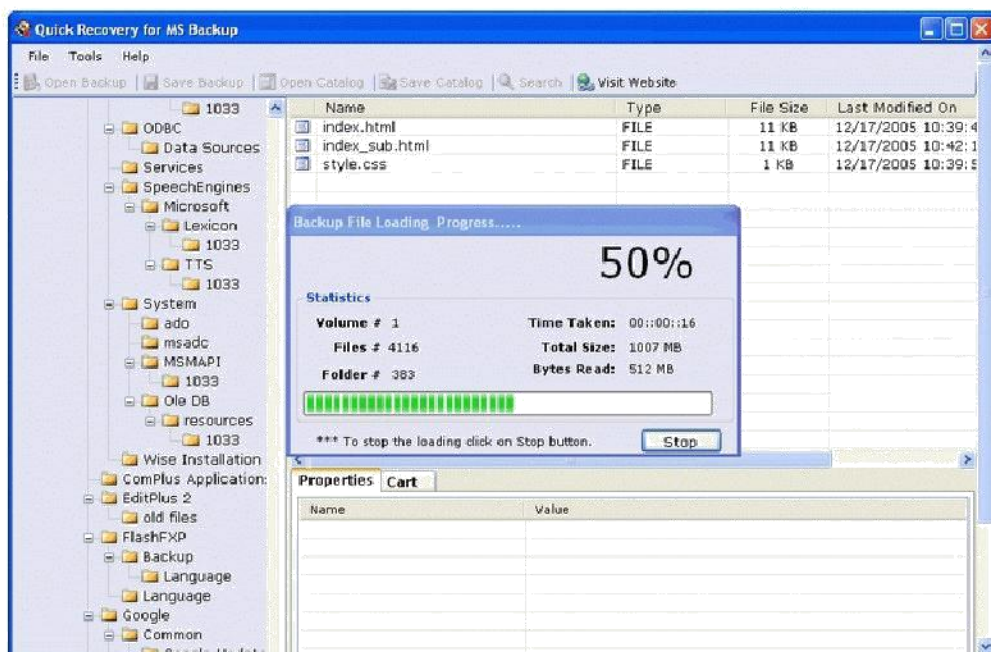 Quick Recovery for MS Backup
File Tools Help
Open Backup Save Backup Open Catalog Save Catalog Search Visit Website
1033
ODBC
Data Sources
Services
SpeechEngines
Microsoft
Lexicon
1033
TTS
1033
System
ado
msadc
MSMAPI
1033
Ole DB
resources
1033
Wise Installation
ComPlus Application
EditPlus 2
old files
FlashFXP
Backup
Language
Language
Google
Common
Name Type File Size Last Modified On
index.html FILE 11 KB 12/17/2005 10:39:4
index_sub.html FILE 11 KB 12/17/2005 10:42:1
style.css FILE 1 KB 12/17/2005 10:39:5
Backup File Loading Progress.....
50%
Statistics
Volume # 1 Time Taken: 00::00::16
Files # 4116 Total Size: 1007 MB
Folder # 383 Bytes Read: 512 MB
*** To stop the loading click on Stop button. Stop
Properties Cart
Name Value